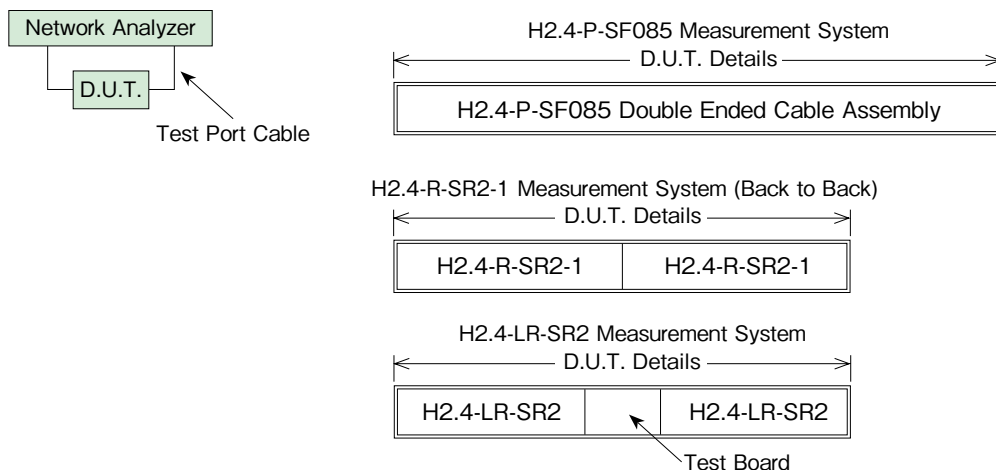 Network Analyzer
D.U.T.
Test Port Cable
H2.4-P-SF085 Measurement System
D.U.T. Details
H2.4-P-SF085 Double Ended Cable Assembly
H2.4-R-SR2-1 Measurement System (Back to Back)
D.U.T. Details
H2.4-R-SR2-1 H2.4-R-SR2-1
H2.4-LR-SR2 Measurement System
D.U.T. Details
H2.4-LR-SR2 H2.4-LR-SR2
Test Board